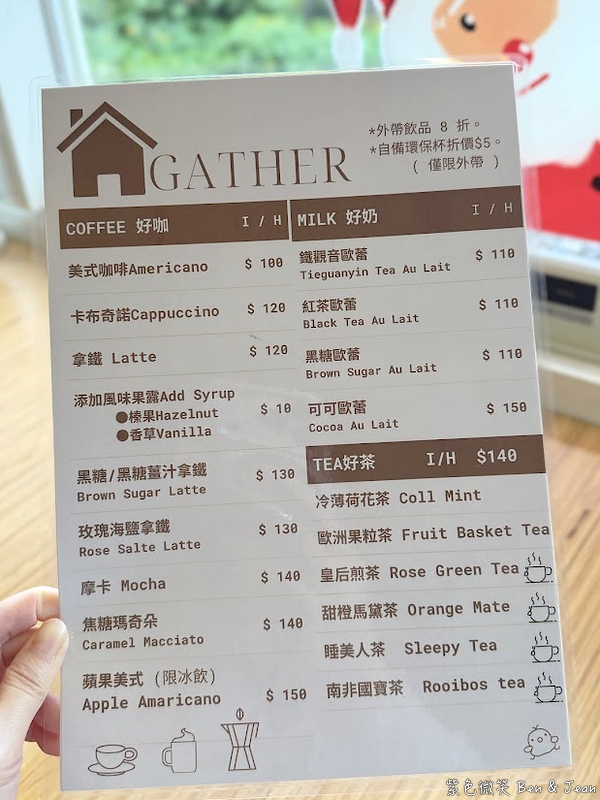 GATHER
*外帶飲品 8 折。
*自備環保杯折價$5。
( 僅限外帶 )
COFFEE 好咖 I / H
美式咖啡Americano $ 100
卡布奇諾Cappuccino $ 120
拿鐵 Latte $ 120
添加風味果露Add Syrup
●榛果Hazelnut $ 10
●香草Vanilla
黑糖/黑糖薑汁拿鐵 $ 130
Brown Sugar Latte
玫瑰海鹽拿鐵 $ 130
Rose Salte Latte
摩卡 Mocha $ 140
焦糖瑪奇朵 $ 140
Caramel Macciato
蘋果美式 (限冰飲)
Apple Amaricano $ 150
MILK 好奶 I / H
鐵觀音歐蕾 $ 110
Tieguanyin Tea Au Lait
紅茶歐蕾 $ 110
Black Tea Au Lait
黑糖歐蕾 $ 110
Brown Sugar Au Lait
可可歐蕾 $ 150
Cocoa Au Lait
TEA好茶 I/H $140
冷薄荷花茶 Coll Mint
歐洲果粒茶 Fruit Basket Tea
皇后煎茶 Rose Green Tea
甜橙馬黛茶 Orange Mate
睡美人茶 Sleepy Tea
南非國寶茶 Rooibos tea
紫色微笑 Ben & Jean